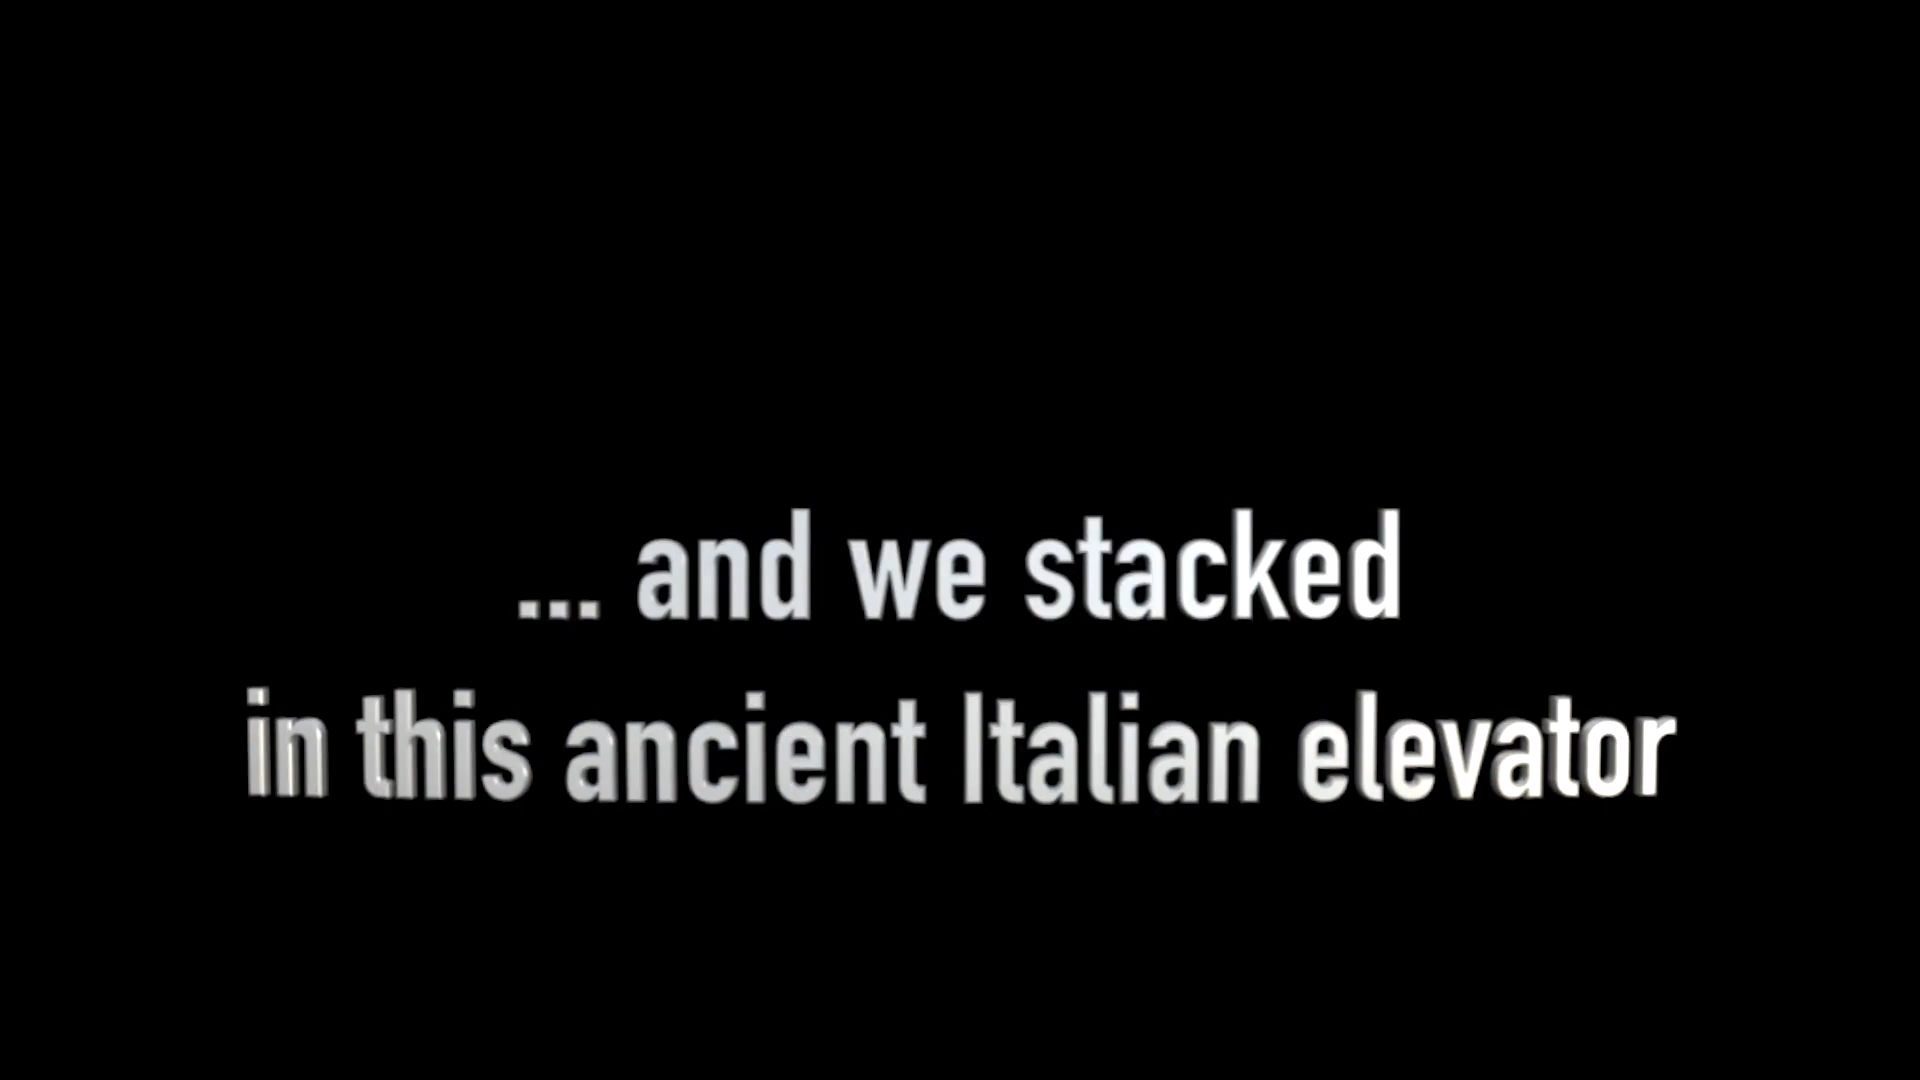 ... and we stacked
in this ancient Italian elevator